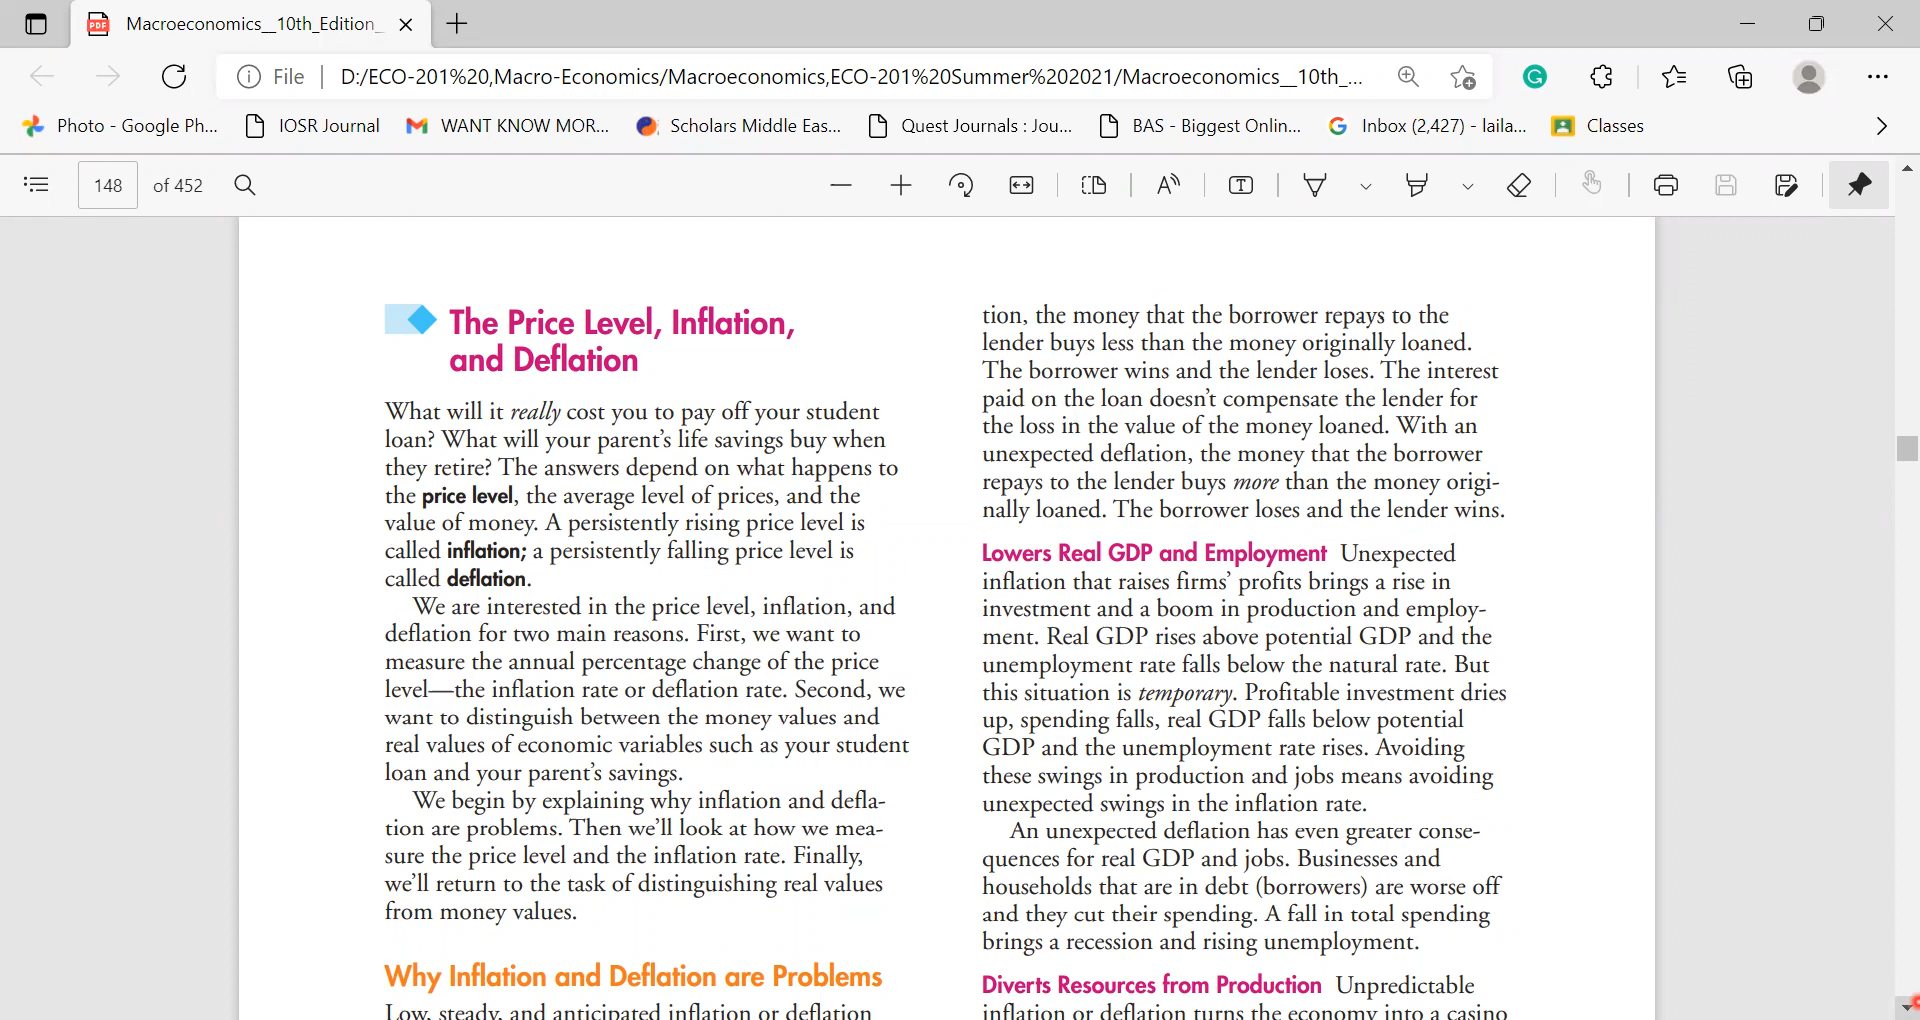 Macroeconomics__10th_Edition_
File
D:/ECO-201%20,Macro-Economics/Macroeconomics,ECO-201%20Summer%202021/Macroeconomics__10th_...
Photo - Google Ph...
IOSR Journal
WANT KNOW MOR...
Scholars Middle Eas...
Quest Journals : Jou...
BAS - Biggest Onlin...
Inbox (2,427) - laila...
Classes
148 of 452
The Price Level, Inflation,
and Deflation
What will it really cost you to pay off your student
loan? What will your parent's life savings buy when
they retire? The answers depend on what happens to
the price level, the average level of prices, and the
value of money. A persistently rising price level is
called inflation; a persistently falling price level is
called deflation.
We are interested in the price level, inflation, and
deflation for two main reasons. First, we want to
measure the annual percentage change of the price
level—the inflation rate or deflation rate. Second, we
want to distinguish between the money values and
real values of economic variables such as your student
loan and your parent's savings.
We begin by explaining why inflation and defla-
tion are problems. Then we'll look at how we mea-
sure the price level and the inflation rate. Finally,
we'll return to the task of distinguishing real values
from money values.
Why Inflation and Deflation are Problems
Low, steady, and anticipated inflation or deflation
tion, the money that the borrower repays to the
lender buys less than the money originally loaned.
The borrower wins and the lender loses. The interest
paid on the loan doesn't compensate the lender for
the loss in the value of the money loaned. With an
unexpected deflation, the money that the borrower
repays to the lender buys more than the money origi-
nally loaned. The borrower loses and the lender wins.
Lowers Real GDP and Employment Unexpected
inflation that raises firms' profits brings a rise in
investment and a boom in production and employ-
ment. Real GDP rises above potential GDP and the
unemployment rate falls below the natural rate. But
this situation is temporary. Profitable investment dries
up, spending falls, real GDP falls below potential
GDP and the unemployment rate rises. Avoiding
these swings in production and jobs means avoiding
unexpected swings in the inflation rate.
An unexpected deflation has even greater conse-
quences for real GDP and jobs. Businesses and
households that are in debt (borrowers) are worse off
and they cut their spending. A fall in total spending
brings a recession and rising unemployment.
Diverts Resources from Production Unpredictable
inflation or deflation turns the economy into a casino